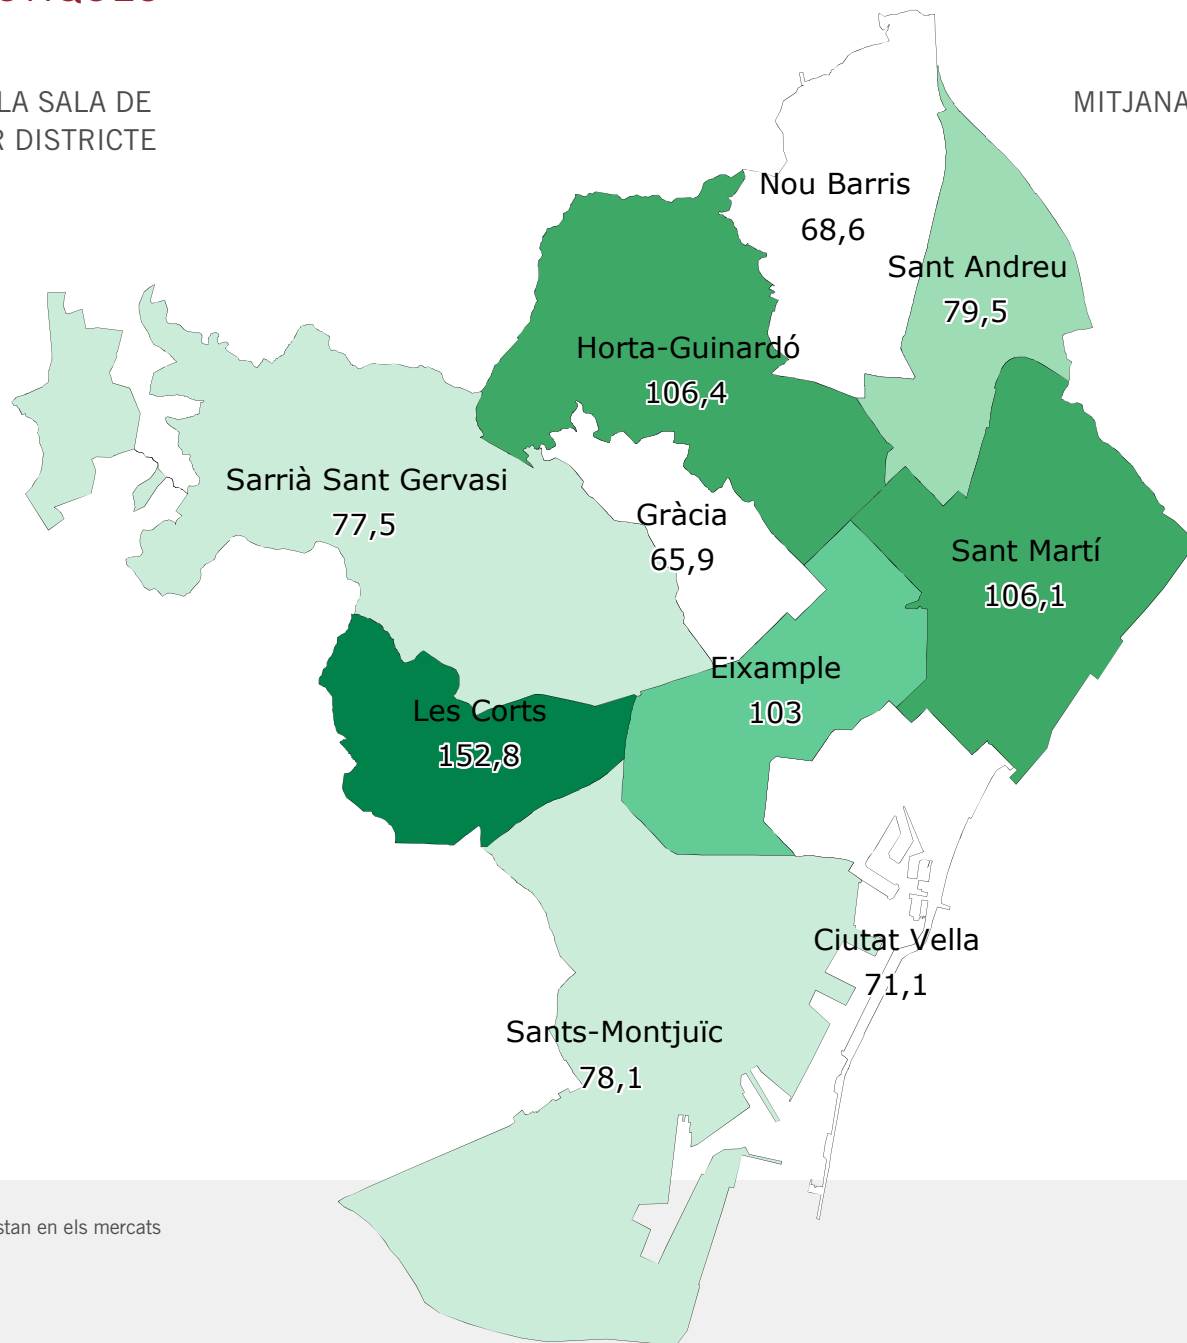 LA SALA DE
DISTRICTE
MITJANA
Nou Barris
68,6
Sant Andreu
79,5
Horta-Guinardó
106,4
Sarrià Sant Gervasi
77,5
Gràcia
65,9
Sant Martí
106,1
Eixample
103
Les Corts
152,8
Ciutat Vella
71,1
Sants-Montjuïc
78,1
en els mercats